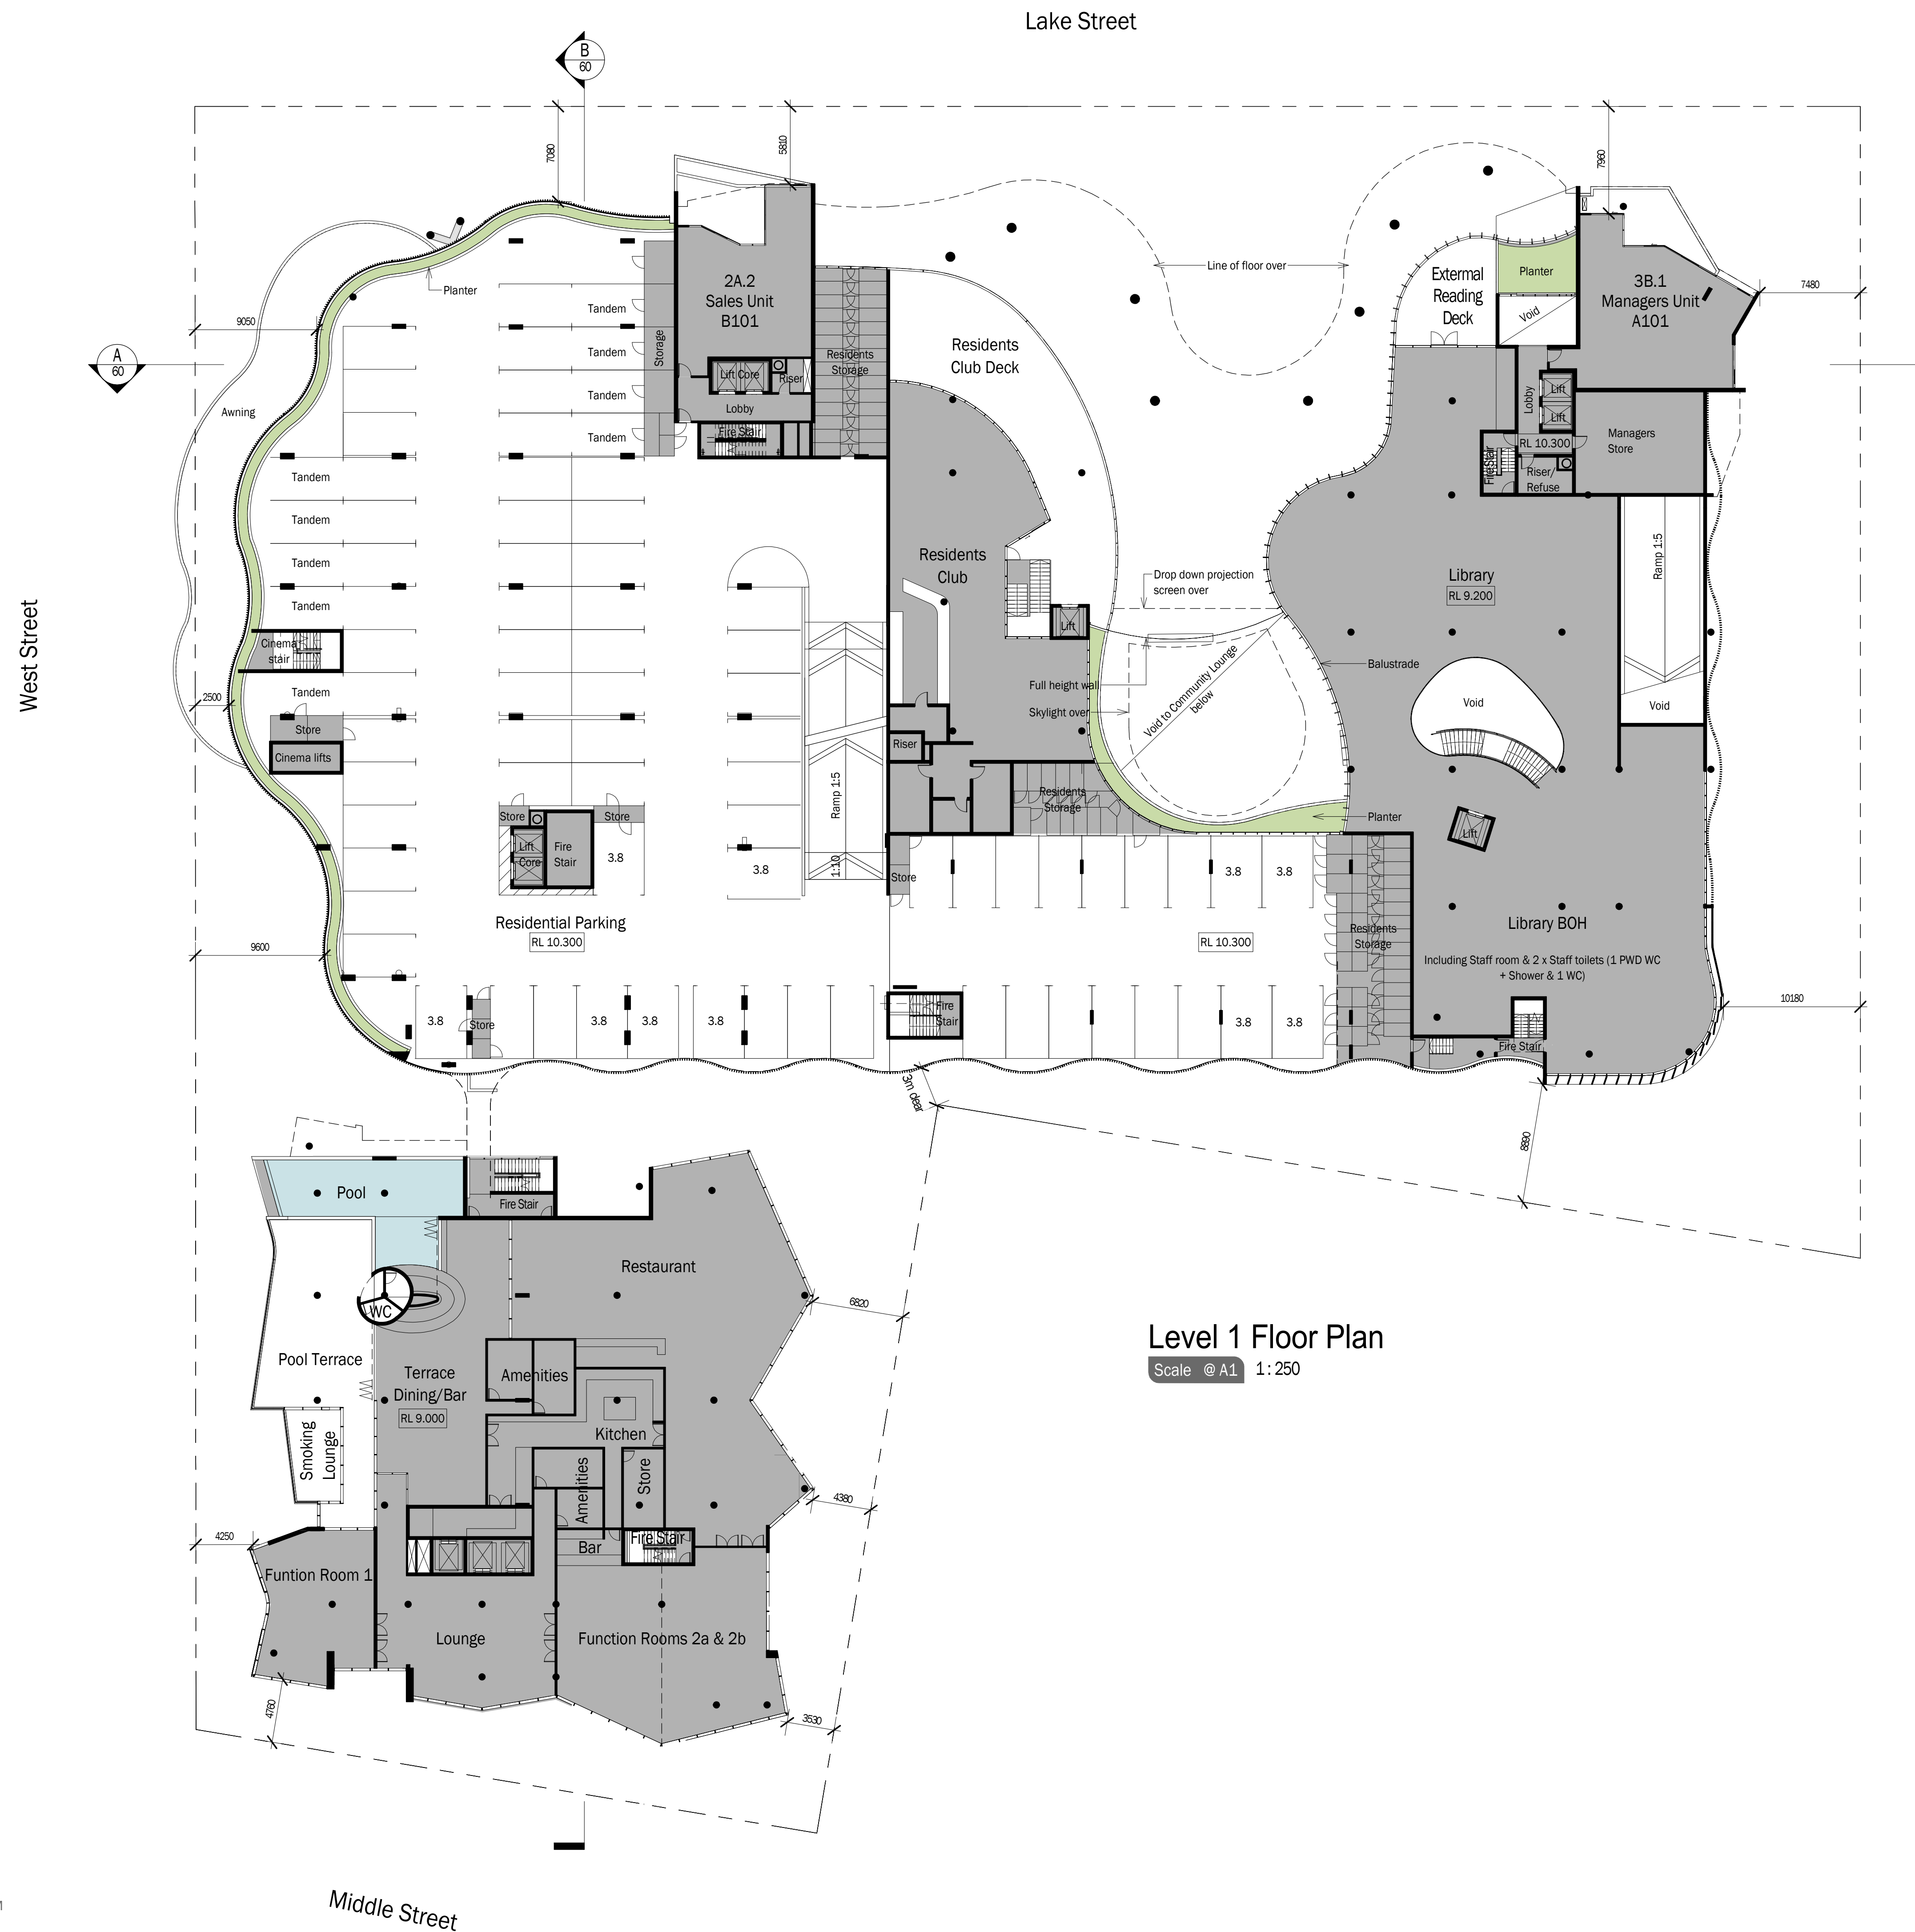 Lake Street
B
60
7080
5810
7960
Line of floor over
Extermal
Reading
Deck
Planter
Void
3B.1
Managers Unit
A101
7480
2A.2
Sales Unit
B101
Planter
9050
A
60
Awning
Tandem
Tandem
Tandem
Tandem
Storage
Residents
Storage
Lift Core
Riser
Lobby
Fire Stair
Residents
Club Deck
Lobby
Lift
Lift
RL 10.300
Managers
Store
Fire Stair
Riser/
Refuse
Tandem
Tandem
Tandem
Tandem
Ramp 1:5
Residents
Club
Drop down projection
screen over
Library
RL 9.200
West Street
Cinema
stair
Lift
Balustrade
Full height wall
Skylight over
Void to Community Lounge
below
Void
Void
2500
Tandem
Store
Cinema lifts
Riser
Ramp 1:5
1:10
Residents
Storage
Planter
Lift
Store
Store
Lift
Core
Fire
Stair
3.8
3.8
Store
3.8
3.8
Residential Parking
RL 10.300
RL 10.300
Residents
Storage
Library BOH
Including Staff room & 2 x Staff toilets (1 PWD WC
+ Shower & 1 WC)
9600
10180
3.8
Store
3.8
3.8
3.8
Fire
Stair
3.8
3.8
Fire Stair
3m clear
8890
Pool
Fire Stair
Restaurant
WC
6820
Pool Terrace
Terrace
Dining/Bar
RL 9.000
Amenities
Level 1 Floor Plan
Scale @ A1 1 : 250
Smoking
Lounge
Kitchen
Amenities
Store
4380
4250
Bar
Fire Stair
Funtion Room 1
Lounge
Function Rooms 2a & 2b
4760
3530
Middle Street